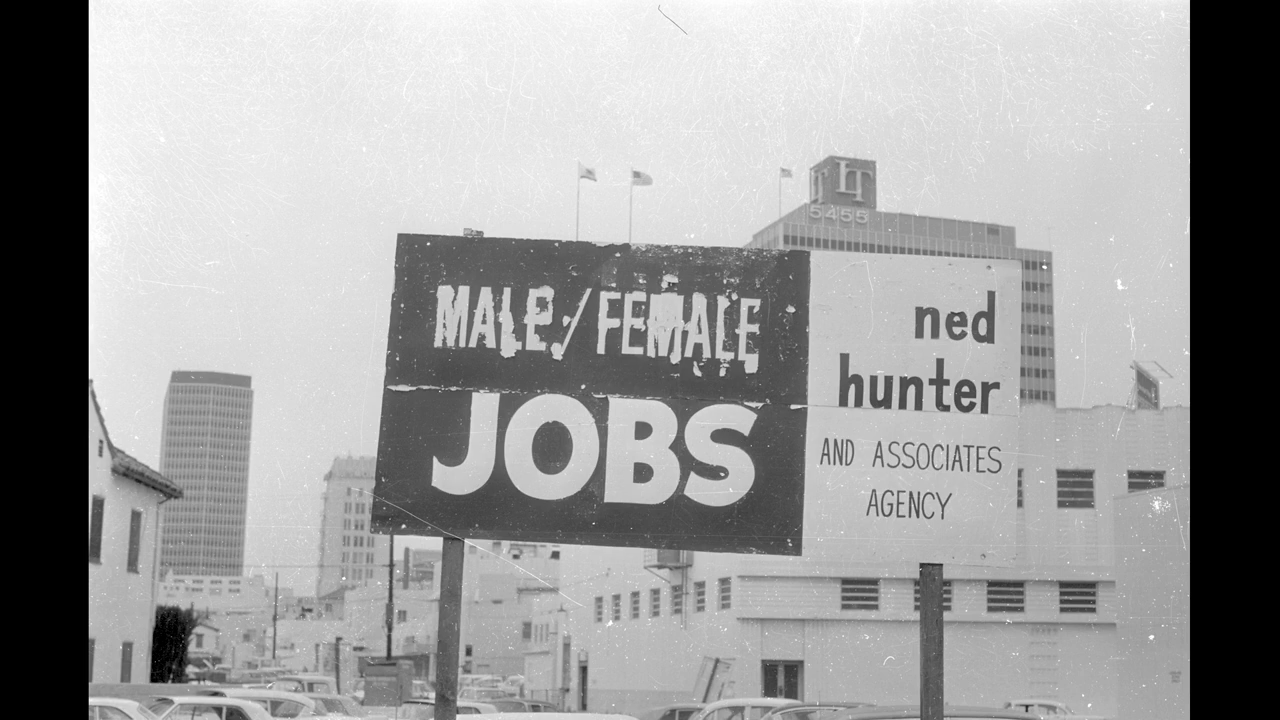 MALE/FEMALE
JOBS
ned
hunter
AND ASSOCIATES
AGENCY
5455